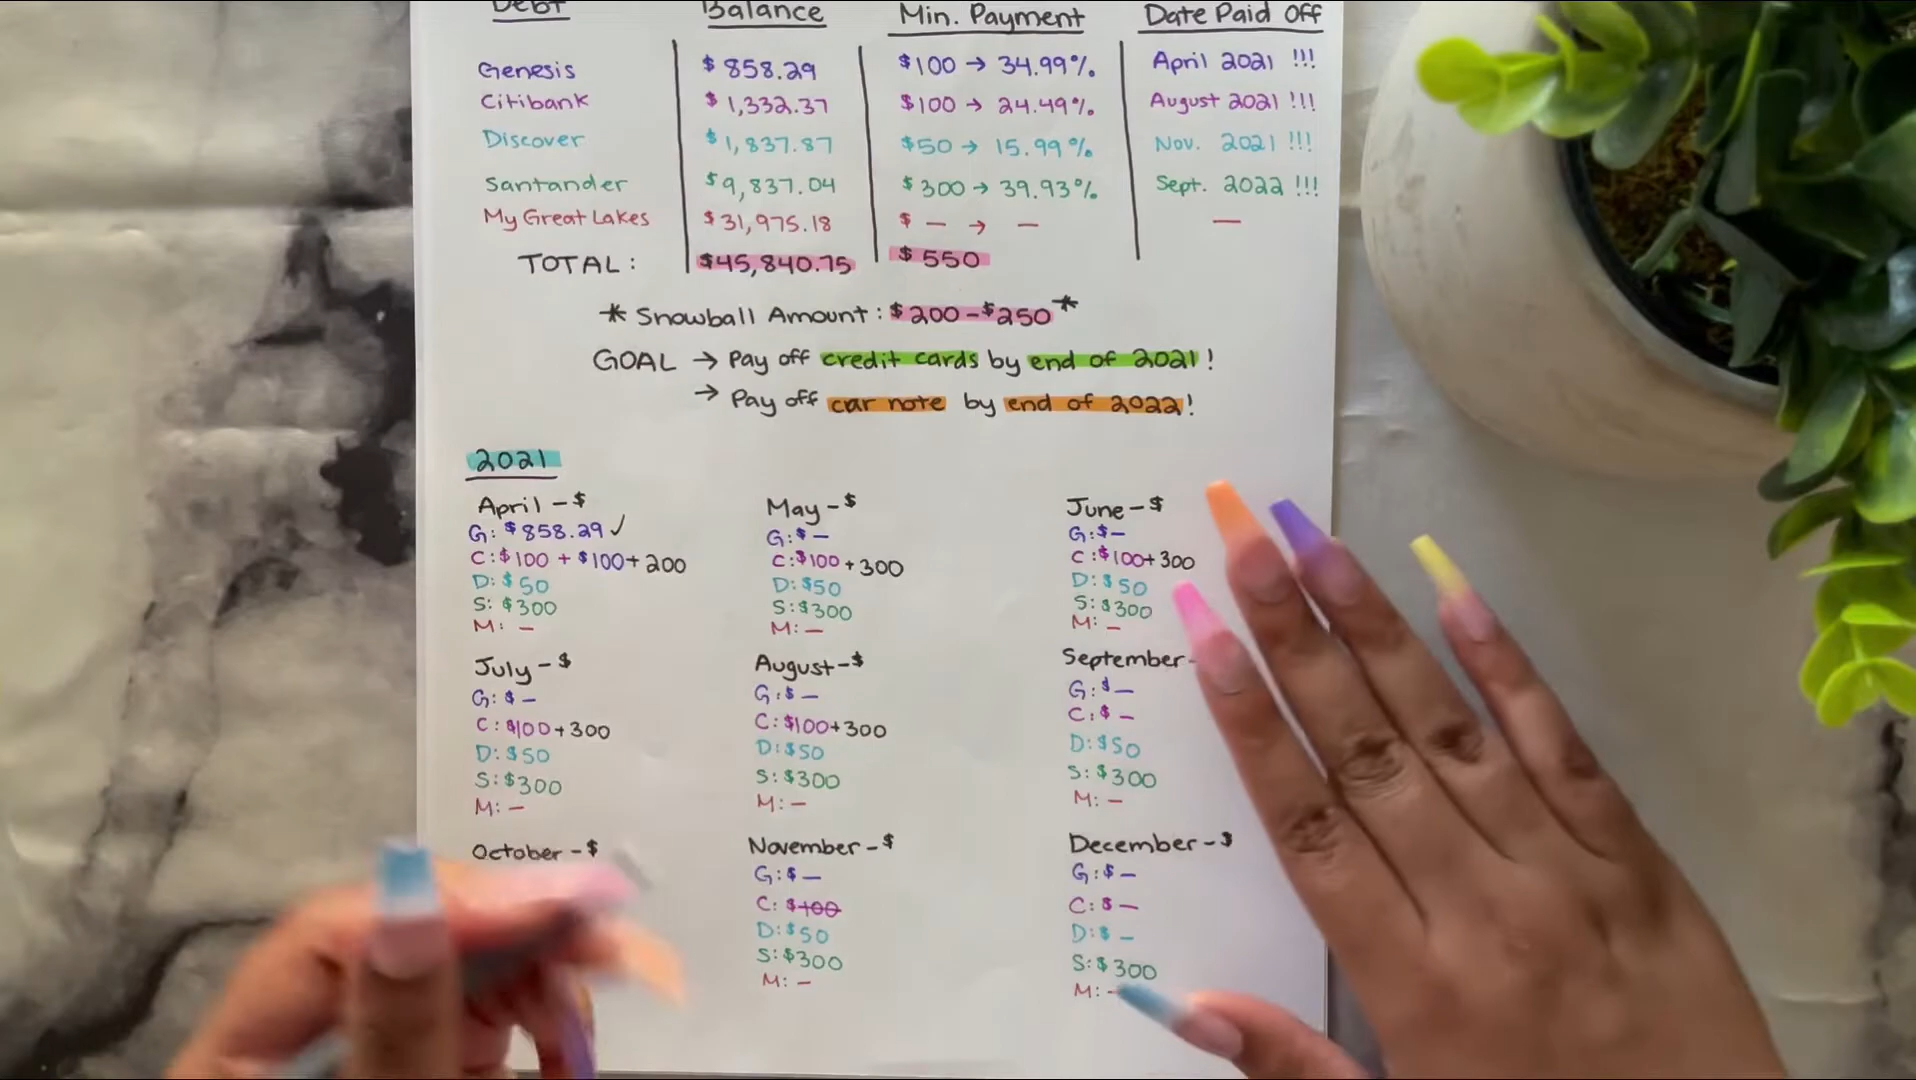 Debt Balance Min. Payment Date Paid Off
Genesis $858.29 $100 → 34.99% April 2021 !!!
Citibank $1,332.37 $100 → 24.49% August 2021 !!!
Discover $1,837.87 $50 → 15.99% Nov. 2021 !!!
Santander $9,837.04 $300 → 39.93% Sept. 2022 !!!
My Great Lakes $31,975.18 $ — → — —
TOTAL: $45,840.75 $550
* Snowball Amount: $200-$250 *
GOAL → Pay off credit cards by end of 2021!
→ Pay off car note by end of 2022!
2021
April - $
G: $858.29 ✓
C: $100 + $100+ 200
D: $50
S: $300
M: —
May - $
G: $ —
C: $100 +300
D: $50
S: $300
M: —
June - $
G: $—
C: $100+300
D: $50
S: $300
M: —
July - $
G: $ —
C: $100+300
D: $50
S: $300
M: —
August - $
G: $ —
C: $100+300
D: $50
S: $300
M: —
September -
G: $ —
C: $ —
D: $50
S: $300
M: —
October - $
November - $
G: $ —
C: $100
D: $50
S: $300
M: —
December - $
G: $ —
C: $ —
D: $ —
S: $300
M: —